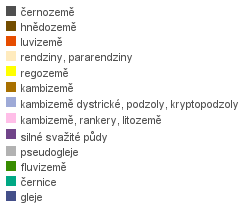 černozemě
hnědozemě
luvizemě
rendziny, pararendziny
regozemě
kambizemě
kambizemě dystrické, podzoly, kryptopodzoly
kambizemě, rankery, litozemě
silné svažité půdy
pseudogleje
fluvizemě
černice
gleje